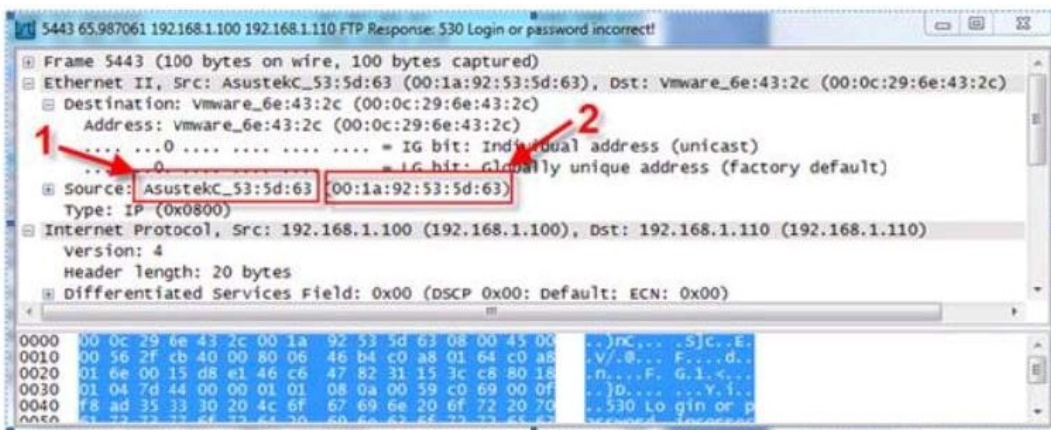 5443 65.987061 192.168.1.100 192.168.1.110 FTP Response: 530 Login or password incorrect!
Frame 5443 (100 bytes on wire, 100 bytes captured)
Ethernet II, Src: AsustekC_53:5d:63 (00:1a:92:53:5d:63), Dst: Vmware_6e:43:2c (00:0c:29:6e:43:2c)
Destination: Vmware_6e:43:2c (00:0c:29:6e:43:2c)
Address: Vmware_6e:43:2c (00:0c:29:6e:43:2c)
.... ...0 .... .... .... .... = IG bit: Individual address (unicast)
.... ..0. .... .... .... .... = LG bit: Globally unique address (factory default)
1
2
Source: AsustekC_53:5d:63 (00:1a:92:53:5d:63)
Type: IP (0x0800)
Internet Protocol, Src: 192.168.1.100 (192.168.1.100), Dst: 192.168.1.110 (192.168.1.110)
Version: 4
Header length: 20 bytes
Differentiated Services Field: 0x00 (DSCP 0x00: Default; ECN: 0x00)
0000 00 0c 29 6e 43 2c 00 1a 92 53 5d 63 08 00 45 00 ..)nC,.. .S]c..E.
0010 00 56 2f cb 40 00 80 06 46 b4 c0 a8 01 64 c0 a8 .V/.@... F....d..
0020 01 6e 00 15 d8 e1 46 c6 47 82 31 15 3c c8 80 18 .n....F. G.1.<...
0030 01 04 7d 44 00 00 01 01 08 0a 00 59 c0 69 00 0f ..}D.... ...Y.i..
0040 f8 ad 35 33 30 20 4c 6f 67 69 6e 20 6f 72 20 70 ..530 Lo gin or p
0050